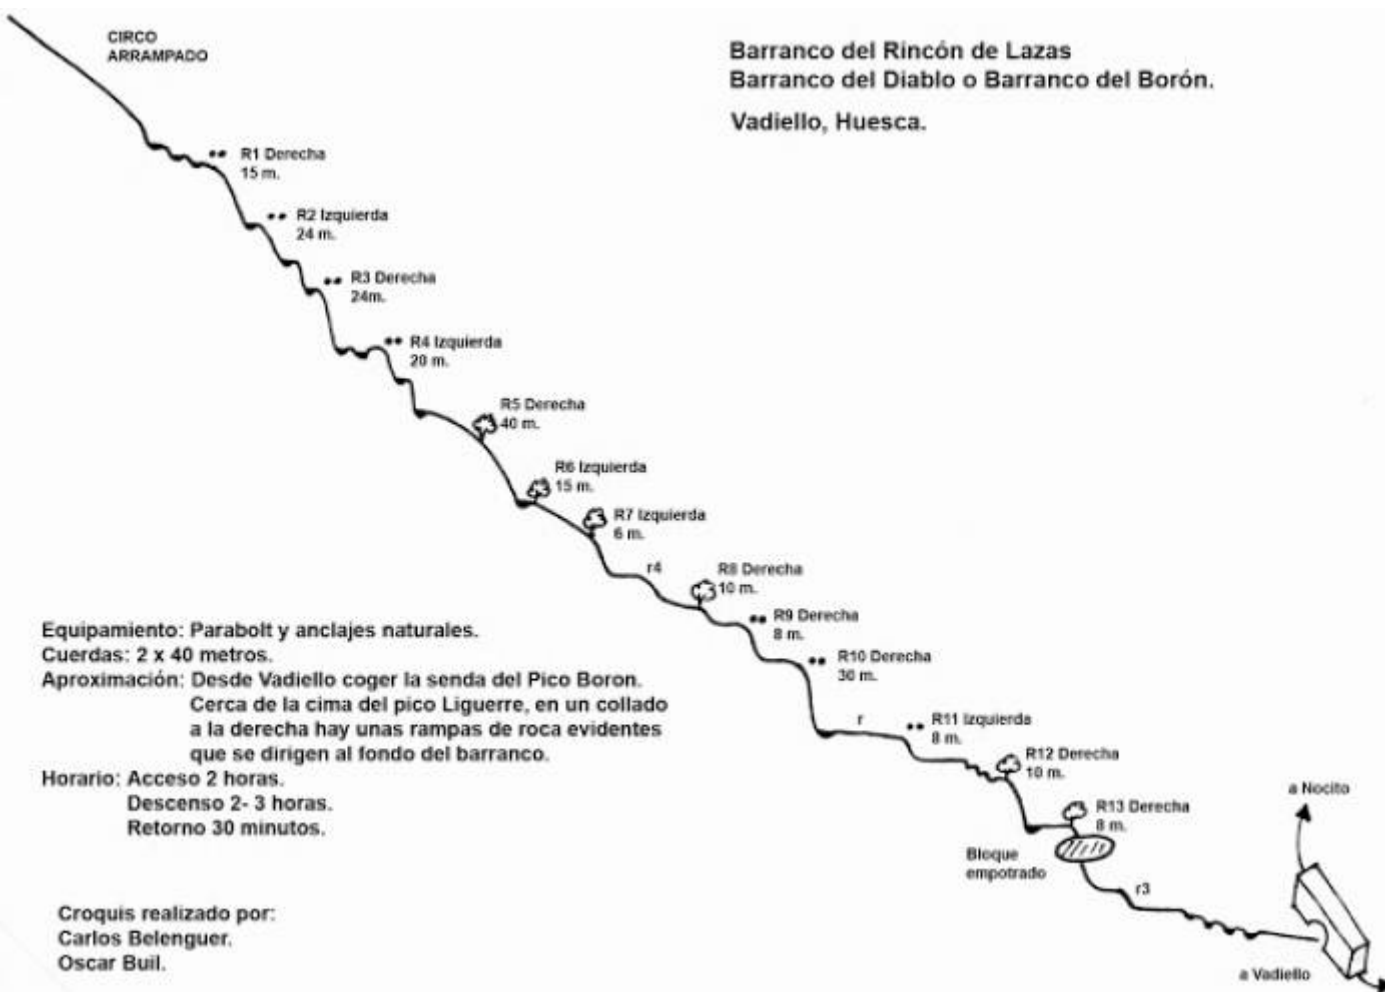 CIRCO
ARRAMPADO
Barranco del Rincón de Lazas
Barranco del Diablo o Barranco del Borón.
Vadiello, Huesca.
R1 Derecha
15 m.
R2 Izquierda
24 m.
R3 Derecha
24m.
R4 Izquierda
20 m.
R5 Derecha
40 m.
R6 Izquierda
15 m.
R7 Izquierda
6 m.
r4
R8 Derecha
10 m.
R9 Derecha
8 m.
R10 Derecha
30 m.
r
R11 Izquierda
8 m.
R12 Derecha
10 m.
R13 Derecha
8 m.
Bloque
empotrado
r3
a Nocito
a Vadiello
Equipamiento: Parabolt y anclajes naturales.
Cuerdas: 2 x 40 metros.
Aproximación: Desde Vadiello coger la senda del Pico Boron.
Cerca de la cima del pico Liguerre, en un collado
a la derecha hay unas rampas de roca evidentes
que se dirigen al fondo del barranco.
Horario: Acceso 2 horas.
Descenso 2- 3 horas.
Retorno 30 minutos.
Croquis realizado por:
Carlos Belenguer.
Oscar Buil.